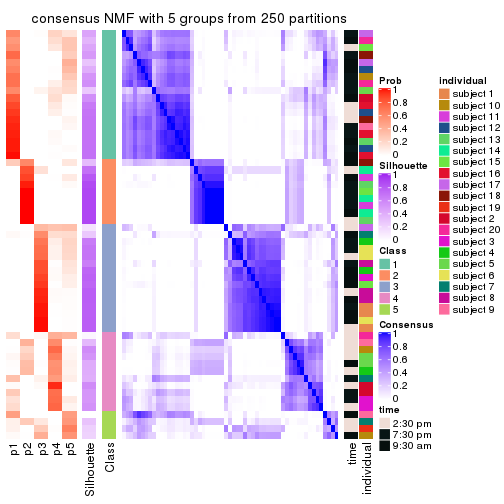 consensus NMF with 5 groups from 250 partitions
p1
p2
p3
p4
p5
Silhouette
Class
time
individual
Prob
1
0.8
0.6
0.4
0.2
0
Silhouette
1
0.8
0.6
0.4
0.2
0
Class
1
2
3
4
5
Consensus
1
0.8
0.6
0.4
0.2
0
time
2:30 pm
7:30 pm
9:30 am
individual
subject 1
subject 10
subject 11
subject 12
subject 13
subject 14
subject 15
subject 16
subject 17
subject 18
subject 19
subject 2
subject 20
subject 3
subject 4
subject 5
subject 6
subject 7
subject 8
subject 9